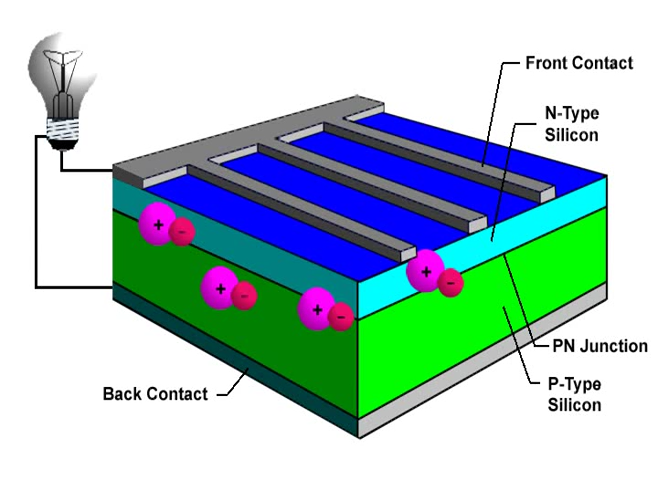 Front Contact
N-Type
Silicon
+
-
+
-
+
-
+
-
PN Junction
P-Type
Silicon
Back Contact